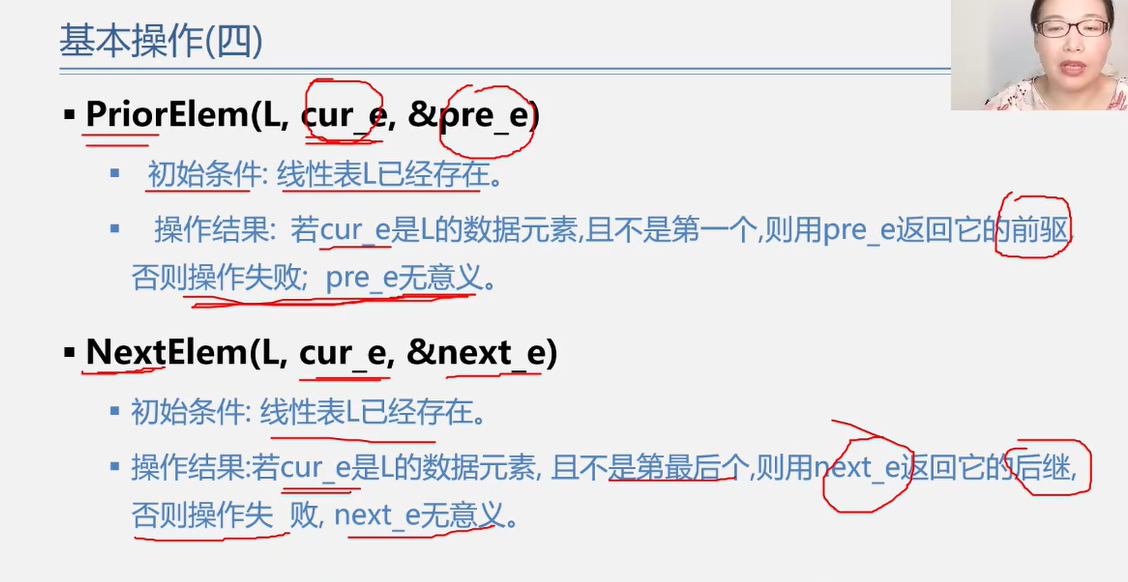 基本操作(四)
▪ PriorElem(L, cur_e, &pre_e)
▪ 初始条件: 线性表L已经存在。
▪ 操作结果: 若cur_e是L的数据元素,且不是第一个,则用pre_e返回它的前驱,
否则操作失败; pre_e无意义。
▪ NextElem(L, cur_e, &next_e)
▪ 初始条件: 线性表L已经存在。
▪ 操作结果:若cur_e是L的数据元素, 且不是第最后个,则用next_e返回它的后继,
否则操作失 败, next_e无意义。